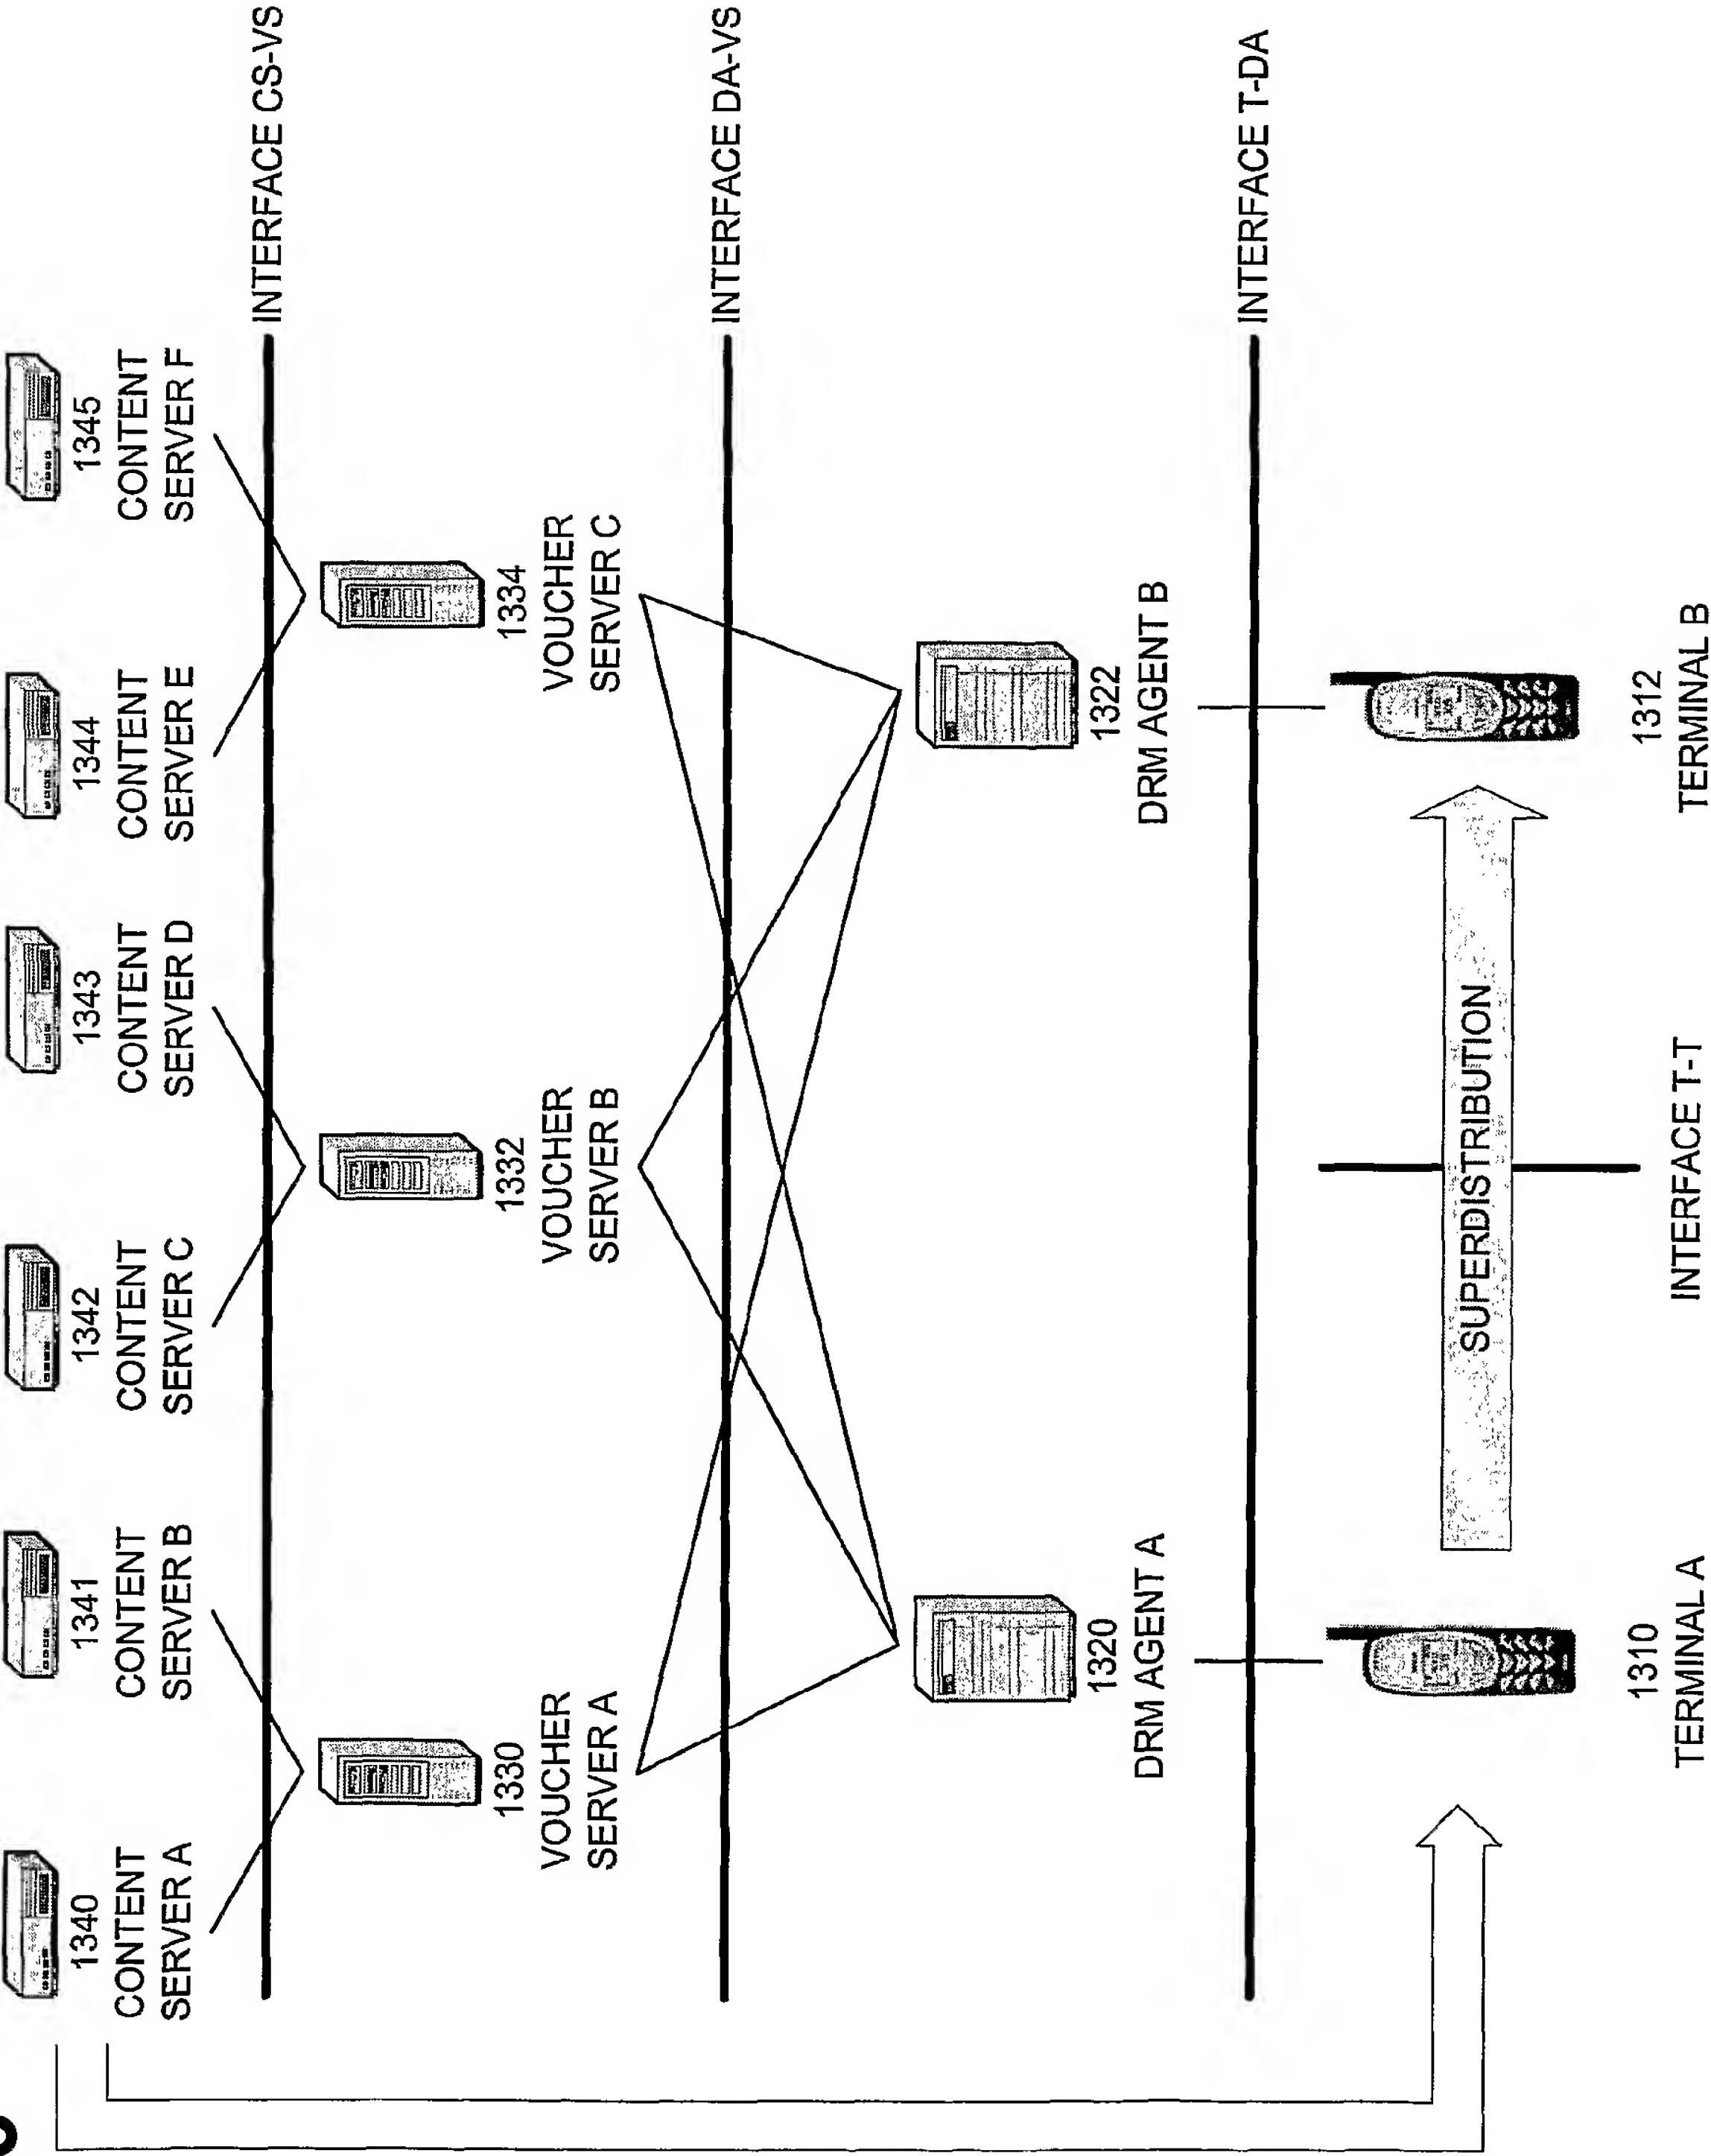 1340
CONTENT
SERVER A
1341
CONTENT
SERVER B
1342
CONTENT
SERVER C
1343
CONTENT
SERVER D
1344
CONTENT
SERVER E
1345
CONTENT
SERVER F
INTERFACE CS-VS
1330
VOUCHER
SERVER A
1332
VOUCHER
SERVER B
1334
VOUCHER
SERVER C
INTERFACE DA-VS
1320
DRM AGENT A
1322
DRM AGENT B
INTERFACE T-DA
SUPERDISTRIBUTION
1310
TERMINAL A
INTERFACE T-T
1312
TERMINAL B